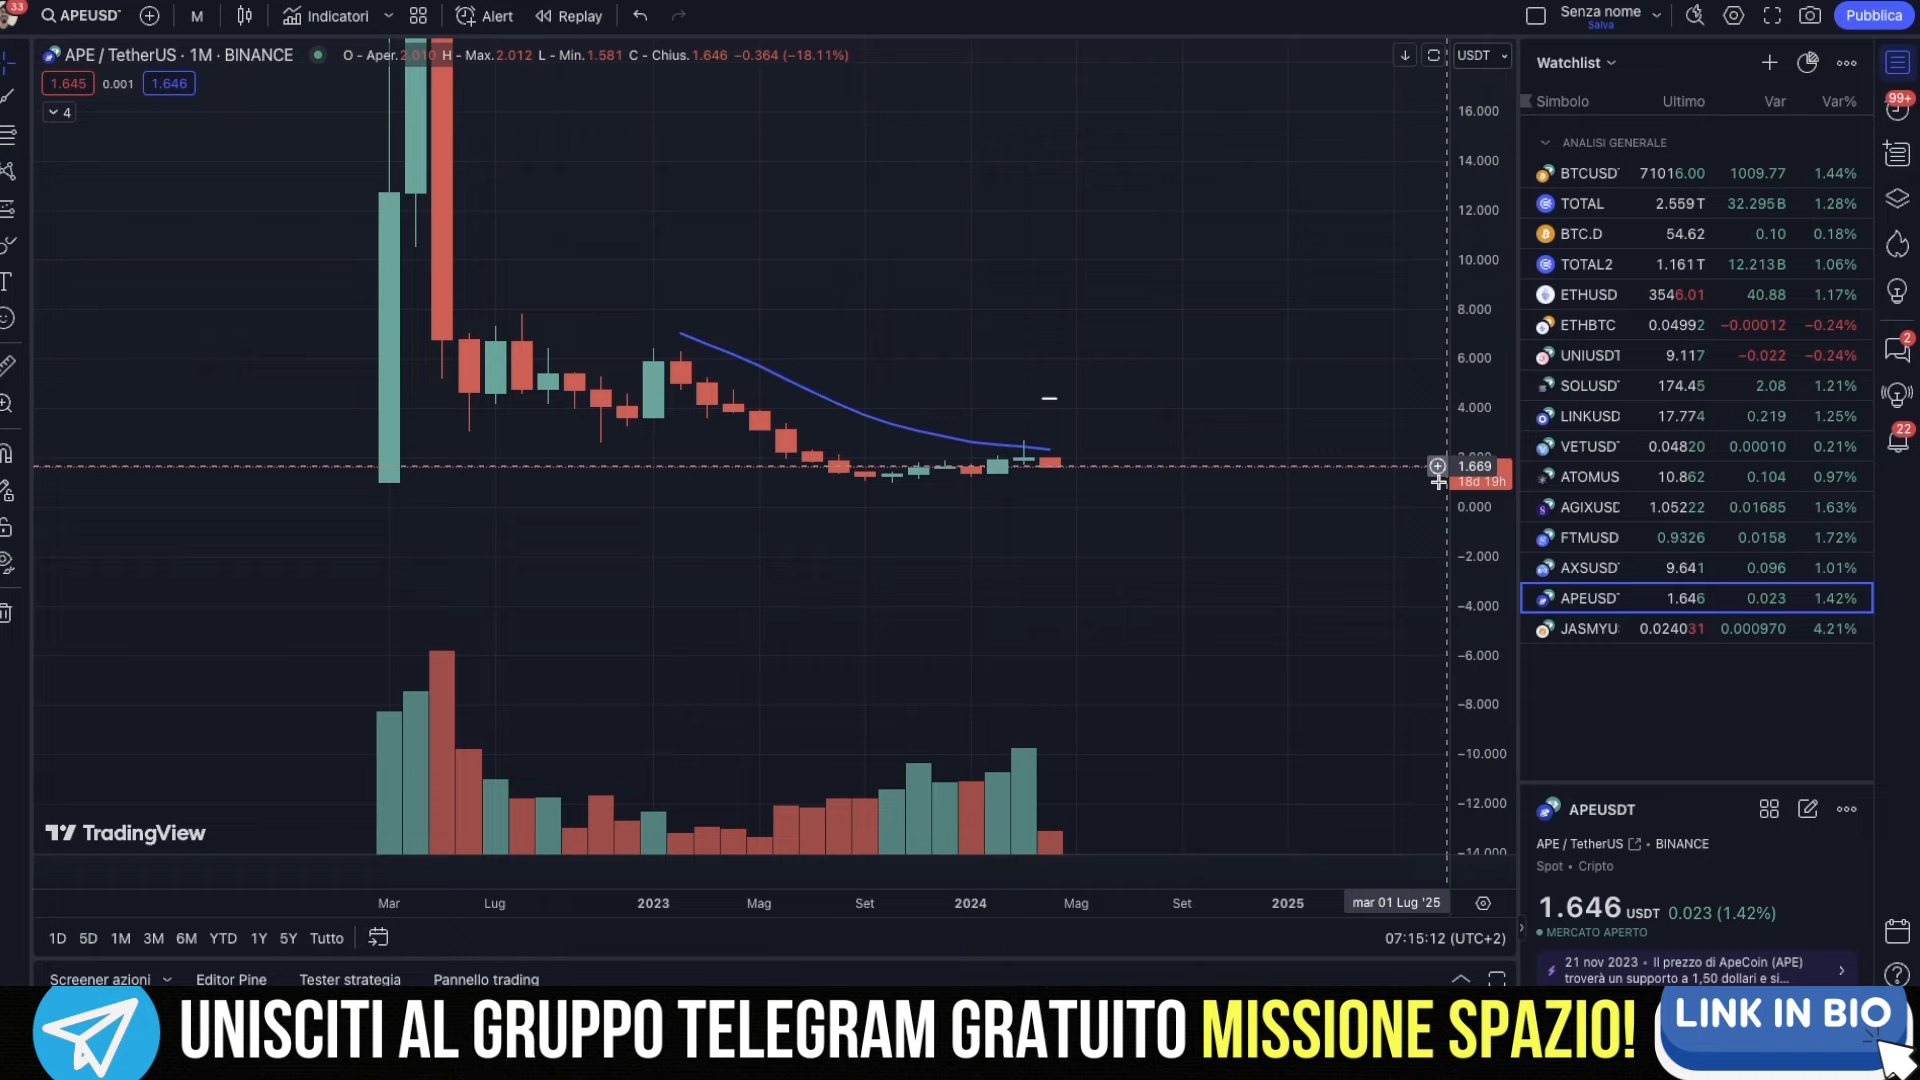 33
APEUSDT
M
Indicatori
Alert
Replay
Senza nome
Salva
Pubblica
APE / TetherUS · 1M · BINANCE
O - Aper.2.010 H - Max.2.012 L - Min.1.581 C - Chius.1.646 −0.364 (−18.11%)
USDT
1.645 0.001 1.646
4
16.000
14.000
12.000
10.000
8.000
6.000
4.000
1.669
18d 19h
0.000
−2.000
−4.000
−6.000
−8.000
−10.000
−12.000
−14.000
TradingView
Mar Lug 2023 Mag Set 2024 Mag Set 2025 mar 01 Lug '25
1D 5D 1M 3M 6M YTD 1Y 5Y Tutto
07:15:12 (UTC+2)
Screener azioni Editor Pine Tester strategia Pannello trading
Watchlist
Simbolo Ultimo Var Var%
ANALISI GENERALE
BTCUSD 71016.00 1009.77 1.44%
TOTAL 2.559 T 32.295 B 1.28%
BTC.D 54.62 0.10 0.18%
TOTAL2 1.161 T 12.213 B 1.06%
ETHUSD 3546.01 40.88 1.17%
ETHBTC 0.04992 −0.00012 −0.24%
UNIUSDT 9.117 −0.022 −0.24%
SOLUSD 174.45 2.08 1.21%
LINKUSD 17.774 0.219 1.25%
VETUSD 0.04820 0.00010 0.21%
ATOMUS 10.862 0.104 0.97%
AGIXUSD 1.05222 0.01685 1.63%
FTMUSD 0.9326 0.0158 1.72%
AXSUSD 9.641 0.096 1.01%
APEUSD 1.646 0.023 1.42%
JASMYU 0.024031 0.000970 4.21%
99+
2
22
APEUSDT
APE / TetherUS • BINANCE
Spot • Cripto
1.646 USDT 0.023 (1.42%)
MERCATO APERTO
21 nov 2023 • Il prezzo di ApeCoin (APE)
troverà un supporto a 1,50 dollari e si...
UNISCITI AL GRUPPO TELEGRAM GRATUITO MISSIONE SPAZIO!
LINK IN BIO